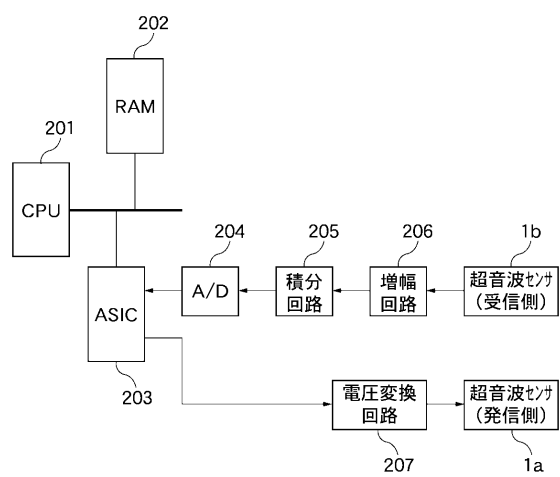 202
RAM
201
CPU
204
205
206
1b
A/D
積分
回路
増幅
回路
超音波ｾﾝｻ
(受信側)
ASIC
203
電圧変換
回路
超音波ｾﾝｻ
(発信側)
207
1a